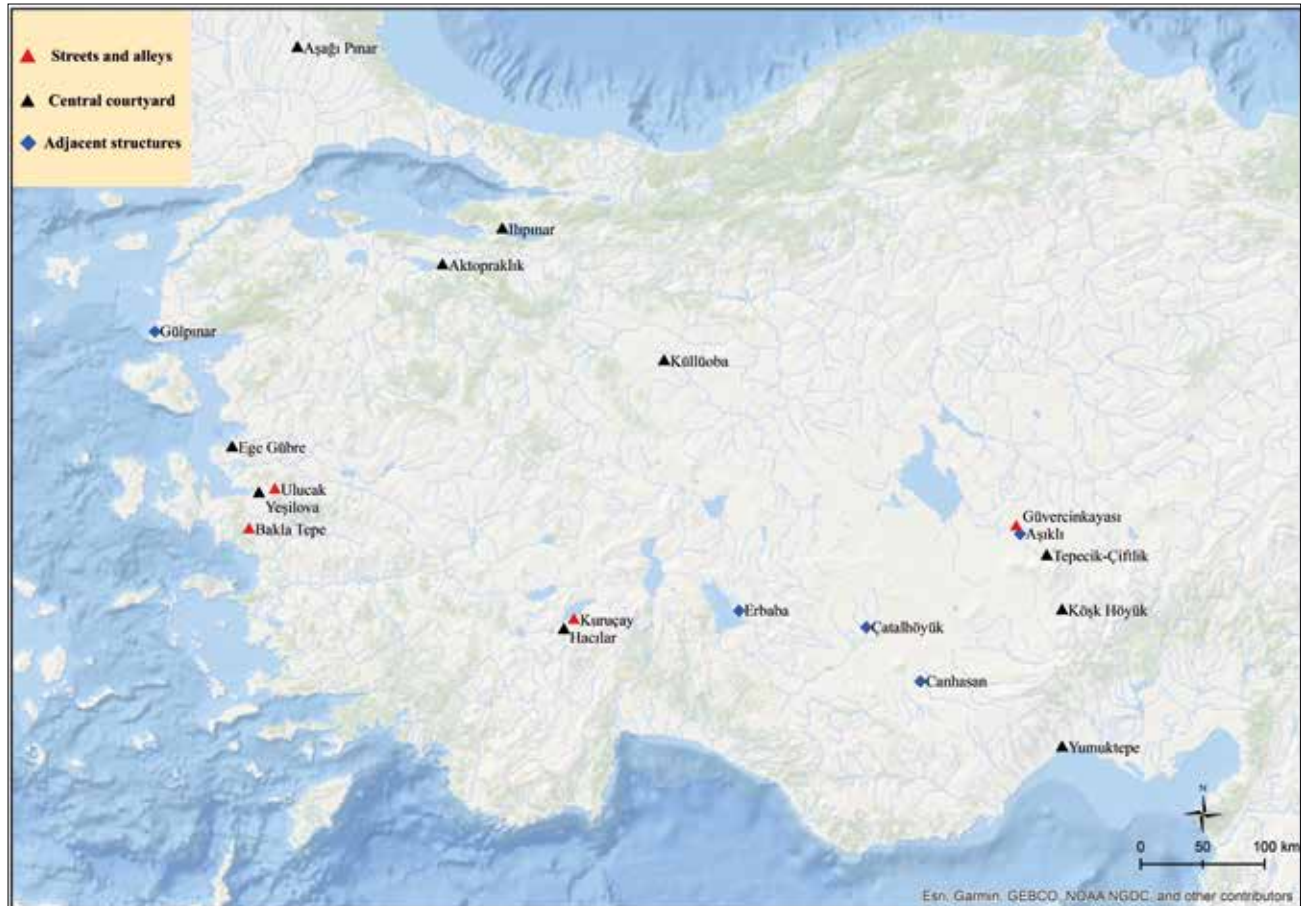 Streets and alleys
Central courtyard
Adjacent structures
Aşağı Pınar
Ilıpınar
Aktopraklık
Gülpınar
Küllüoba
Ege Gübre
Ulucak
Yeşilova
Bakla Tepe
Güvercinkayası
Aşıklı
Tepecik-Çiftlik
Kuruçay
Hacılar
Erbaba
Çatalhöyük
Köşk Höyük
Canhasan
Yumuktepe
N
0 50 100 km
Esri, Garmin, GEBCO, NOAA NGDC, and other contributors